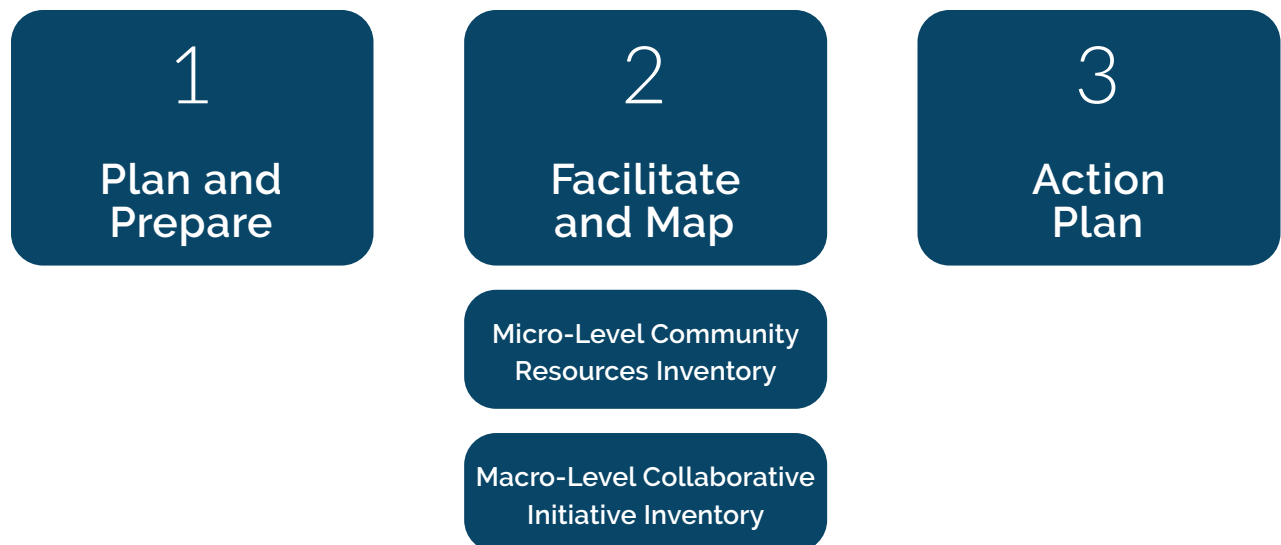 1
Plan and
Prepare
2
Facilitate
and Map
Micro-Level Community
Resources Inventory
Macro-Level Collaborative
Initiative Inventory
3
Action
Plan